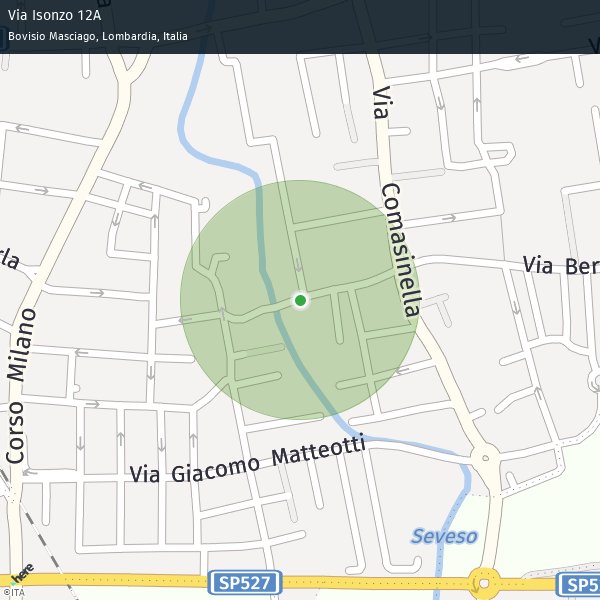 Via Isonzo 12A
Bovisio Masciago, Lombardia, Italia
Via Comasinella
Via Ber
rla
Corso Milano
Via Giacomo Matteotti
Seveso
SP527
SP5
here
©ITA